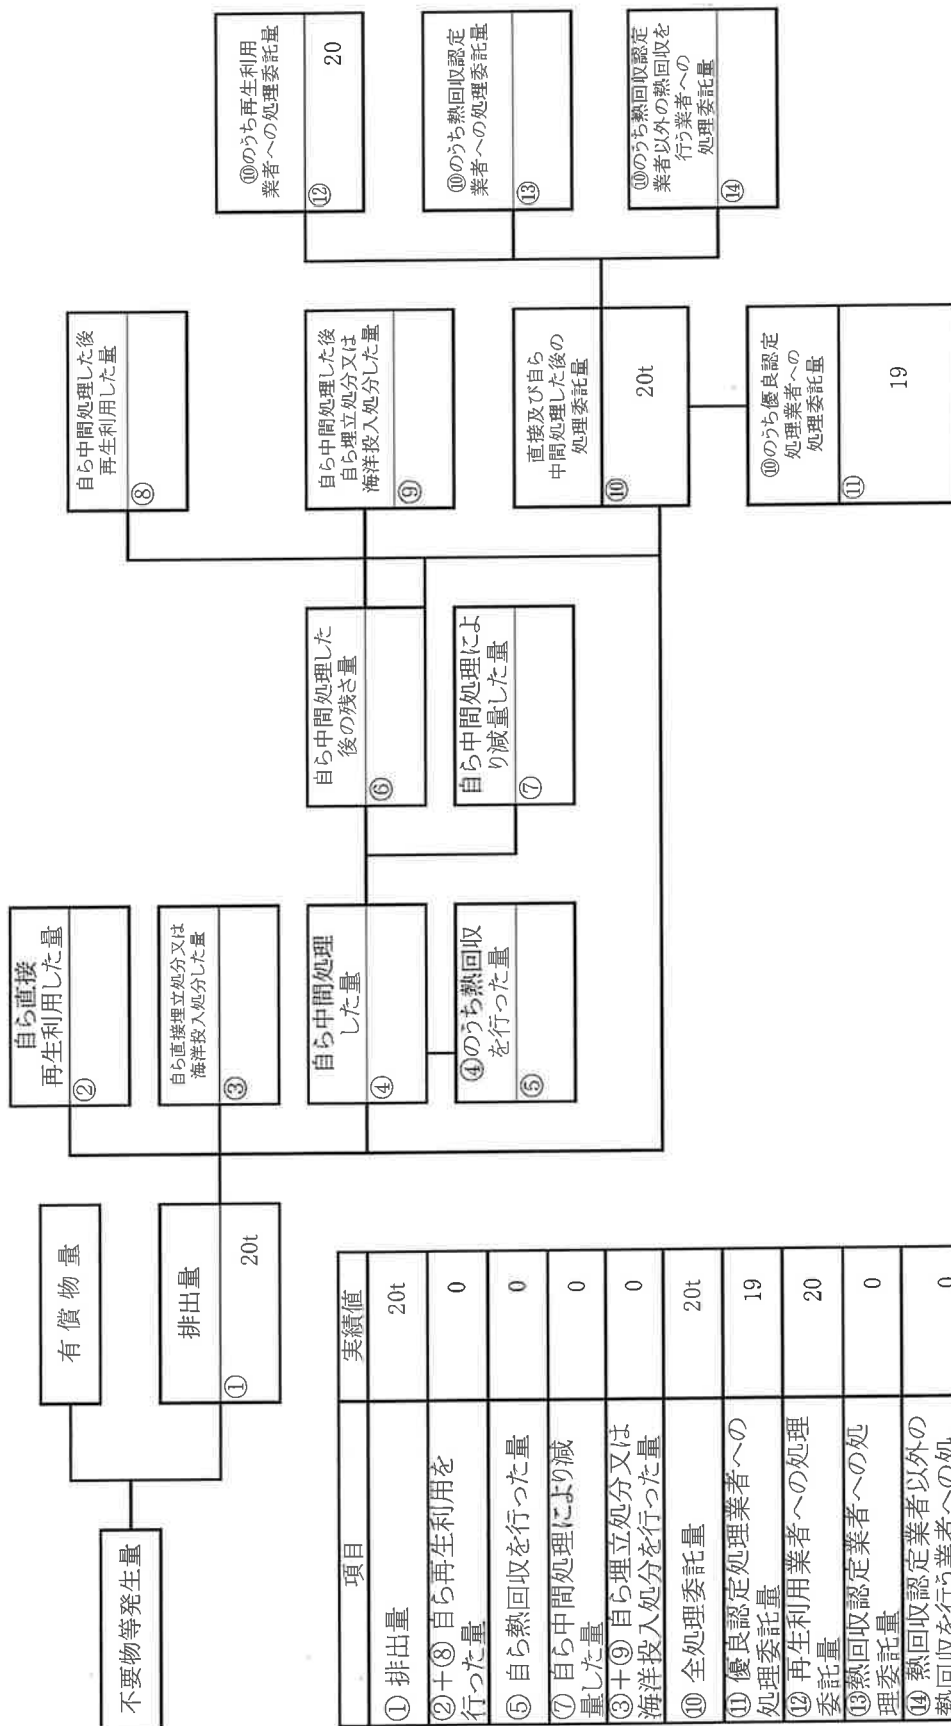 不要物等発生量
有償物量
排出量
①
20t
自ら直接
再生利用した量
②
自ら直接埋立処分又は
海洋投入処分した量
③
自ら中間処理
した量
④
④のうち熱回収
を行った量
⑤
自ら中間処理した
後の残さ量
⑥
自ら中間処理によ
り減量した量
⑦
自ら中間処理した後
再生利用した量
⑧
自ら中間処理した後
自ら埋立処分又は
海洋投入処分した量
⑨
直接及び自ら
中間処理した後の
処理委託量
⑩
20t
⑩のうち優良認定
処理業者への
処理委託量
⑪
19
⑩のうち再生利用
業者への処理委託量
⑫
20
⑩のうち熱回収認定
業者への処理委託量
⑬
⑩のうち熱回収認定
業者以外の熱回収を
行う業者への
処理委託量
⑭
項目 実績値
① 排出量 20t
②+⑧ 自ら再生利用を
行った量 0
⑤ 自ら熱回収を行った量 0
⑦ 自ら中間処理により減
量した量 0
③+⑨ 自ら埋立処分又は
海洋投入処分を行った量 0
⑩ 全処理委託量 20t
⑪ 優良認定処理業者への
処理委託量 19
⑫ 再生利用業者への処理
委託量 20
⑬熱回収認定業者への処
理委託量 0
⑭ 熱回収認定業者以外の
熱回収を行う業者への処 0